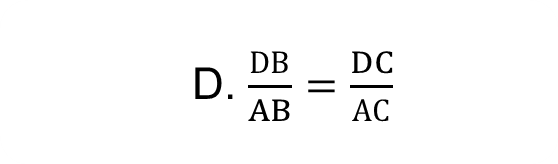 D. DB/AB = DC/AC